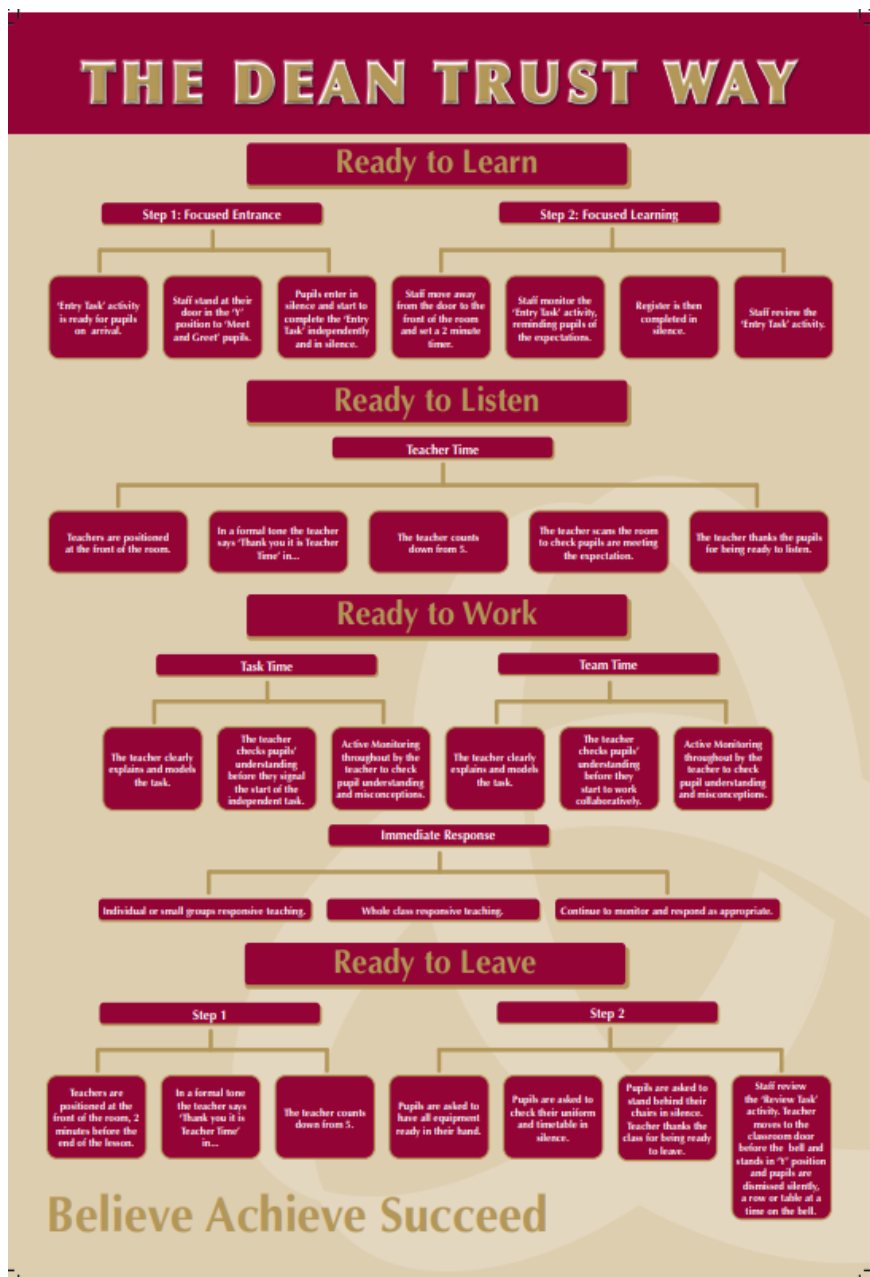 THE DEAN TRUST WAY
Ready to Learn
Step 1: Focused Entrance
'Entry Task' activity
is ready for pupils
on arrival.
Staff stand at their
door in the 'Y'
position to 'Meet
and Greet' pupils.
Pupils enter in
silence and start to
complete the 'Entry
Task' independently
and in silence.
Step 2: Focused Learning
Staff move away
from the door to the
front of the room
and set a 2 minute
timer.
Staff monitor the
'Entry Task' activity,
reminding pupils of
the expectations.
Register is then
completed in
silence.
Staff review the
'Entry Task' activity.
Ready to Listen
Teacher Time
Teachers are positioned
at the front of the room.
In a formal tone the teacher
says 'Thank you it is Teacher
Time' in...
The teacher counts
down from 5.
The teacher scans the room
to check pupils are meeting
the expectation.
The teacher thanks the pupils
for being ready to listen.
Ready to Work
Task Time
The teacher clearly
explains and models
the task.
The teacher
checks pupils'
understanding
before they signal
the start of the
independent task.
Active Monitoring
throughout by the
teacher to check
pupil understanding
and misconceptions.
Team Time
The teacher clearly
explains and models
the task.
The teacher
checks pupils'
understanding
before they
start to work
collaboratively.
Active Monitoring
throughout by the
teacher to check
pupil understanding
and misconceptions.
Immediate Response
Individual or small groups responsive teaching.
Whole class responsive teaching.
Continue to monitor and respond as appropriate.
Ready to Leave
Step 1
Teachers are
positioned at the
front of the room, 2
minutes before the
end of the lesson.
In a formal tone
the teacher says
'Thank you it is
Teacher Time'
in...
The teacher counts
down from 5.
Step 2
Pupils are asked to
have all equipment
ready in their hand.
Pupils are asked to
check their uniform
and timetable in
silence.
Pupils are asked to
stand behind their
chairs in silence.
Teacher thanks the
class for being ready
to leave.
Staff review
the 'Review Task'
activity. Teacher
moves to the
classroom door
before the bell and
stands in 'Y' position
and pupils are
dismissed silently,
a row or table at a
time on the bell.
Believe Achieve Succeed